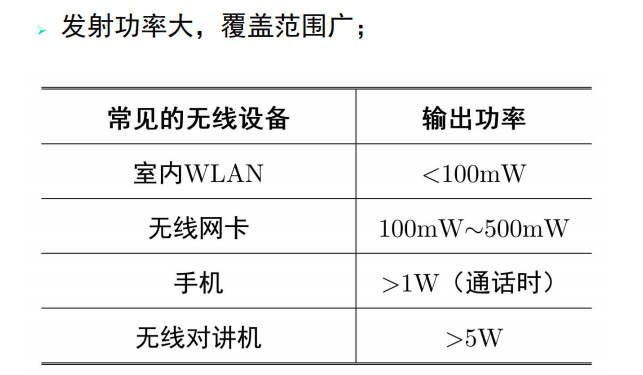 发射功率大，覆盖范围广；
常见的无线设备 输出功率
室内WLAN <100mW
无线网卡 100mW~500mW
手机 >1W（通话时）
无线对讲机 >5W